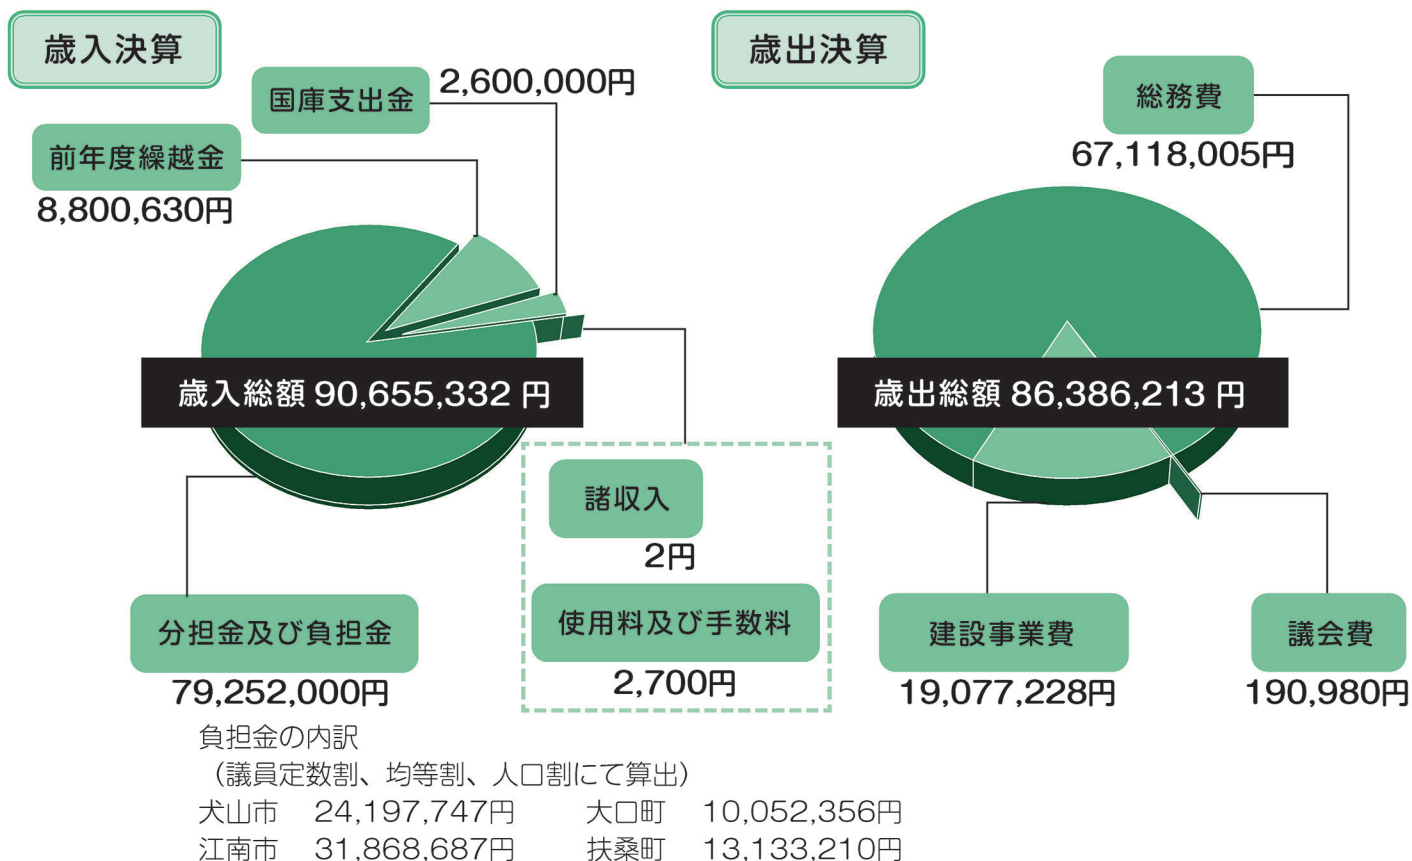 歳入決算
国庫支出金
2,600,000円
前年度繰越金
8,800,630円
歳入総額 90,655,332 円
諸収入
2円
使用料及び手数料
2,700円
分担金及び負担金
79,252,000円
負担金の内訳
（議員定数割、均等割、人口割にて算出）
犬山市 24,197,747円 大口町 10,052,356円
江南市 31,868,687円 扶桑町 13,133,210円
歳出決算
総務費
67,118,005円
歳出総額 86,386,213 円
建設事業費
19,077,228円
議会費
190,980円